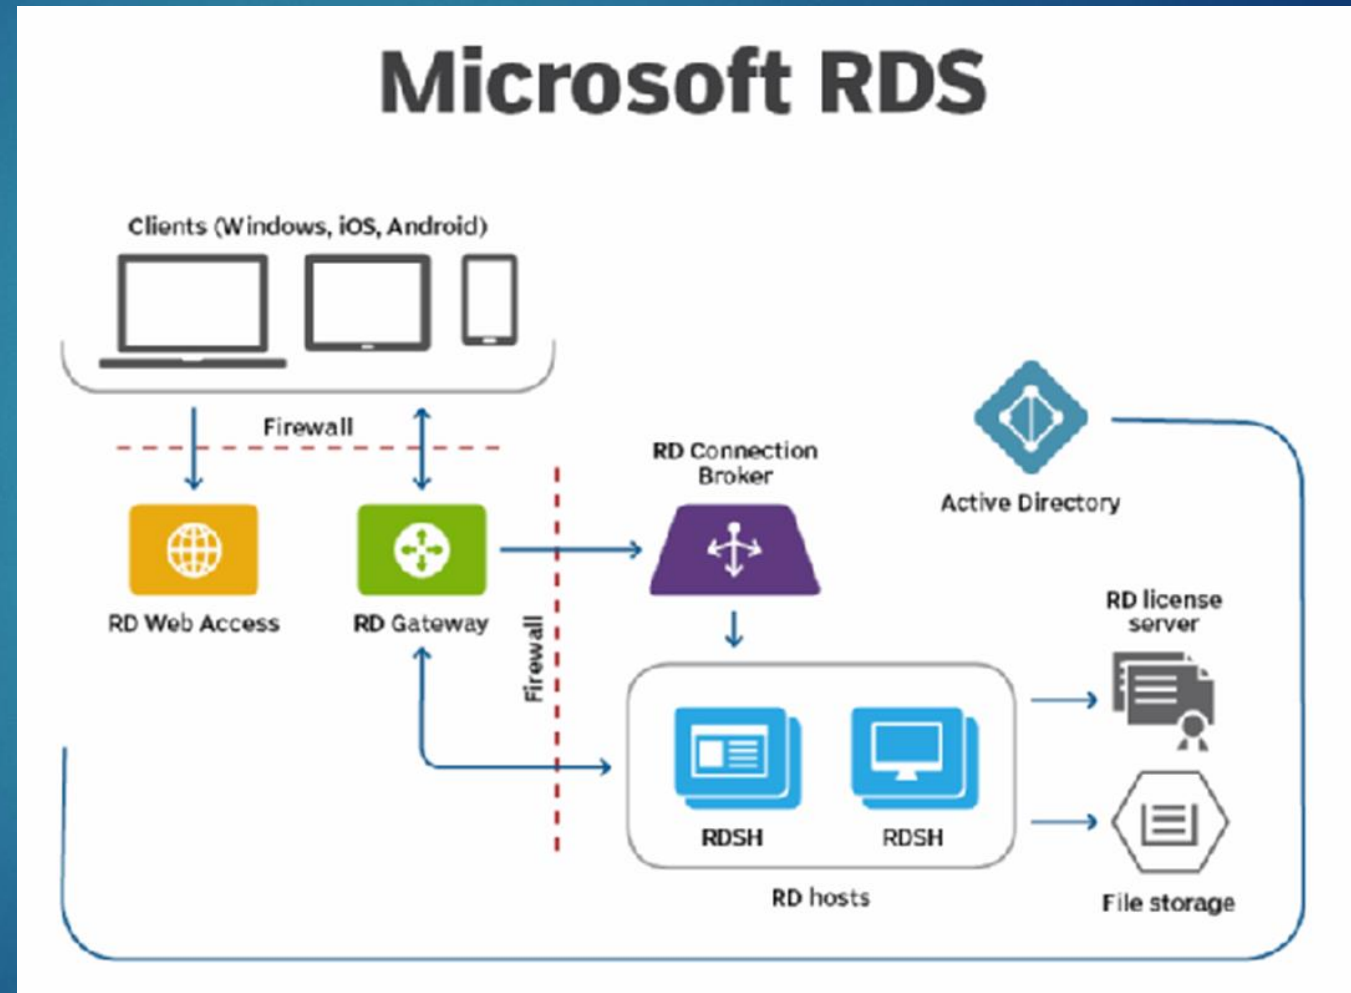 Microsoft RDS
Clients (Windows, iOS, Android)
Firewall
RD Connection
Broker
Active Directory
RD Web Access
RD Gateway
Firewall
RD license
server
RDSH
RDSH
RD hosts
File storage